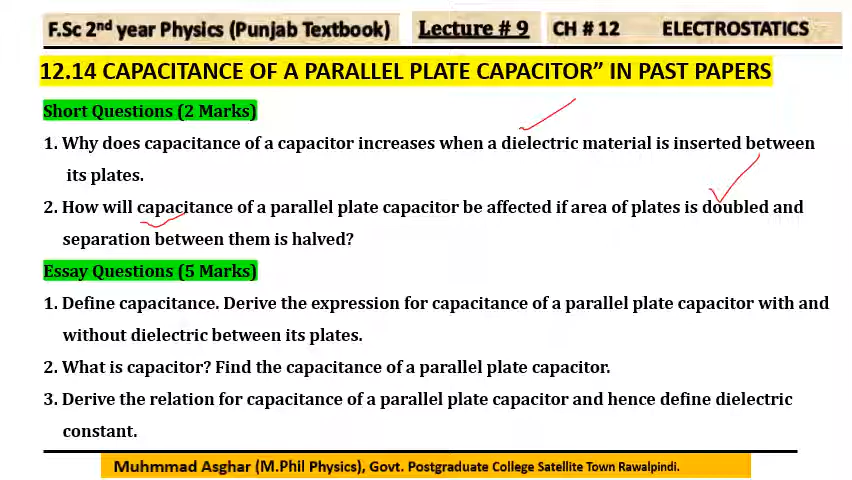 F.Sc 2nd year Physics (Punjab Textbook) Lecture # 9 CH # 12 ELECTROSTATICS
12.14 CAPACITANCE OF A PARALLEL PLATE CAPACITOR” IN PAST PAPERS
Short Questions (2 Marks)
1. Why does capacitance of a capacitor increases when a dielectric material is inserted between
its plates.
2. How will capacitance of a parallel plate capacitor be affected if area of plates is doubled and
separation between them is halved?
Essay Questions (5 Marks)
1. Define capacitance. Derive the expression for capacitance of a parallel plate capacitor with and
without dielectric between its plates.
2. What is capacitor? Find the capacitance of a parallel plate capacitor.
3. Derive the relation for capacitance of a parallel plate capacitor and hence define dielectric
constant.
Muhmmad Asghar (M.Phil Physics), Govt. Postgraduate College Satellite Town Rawalpindi.